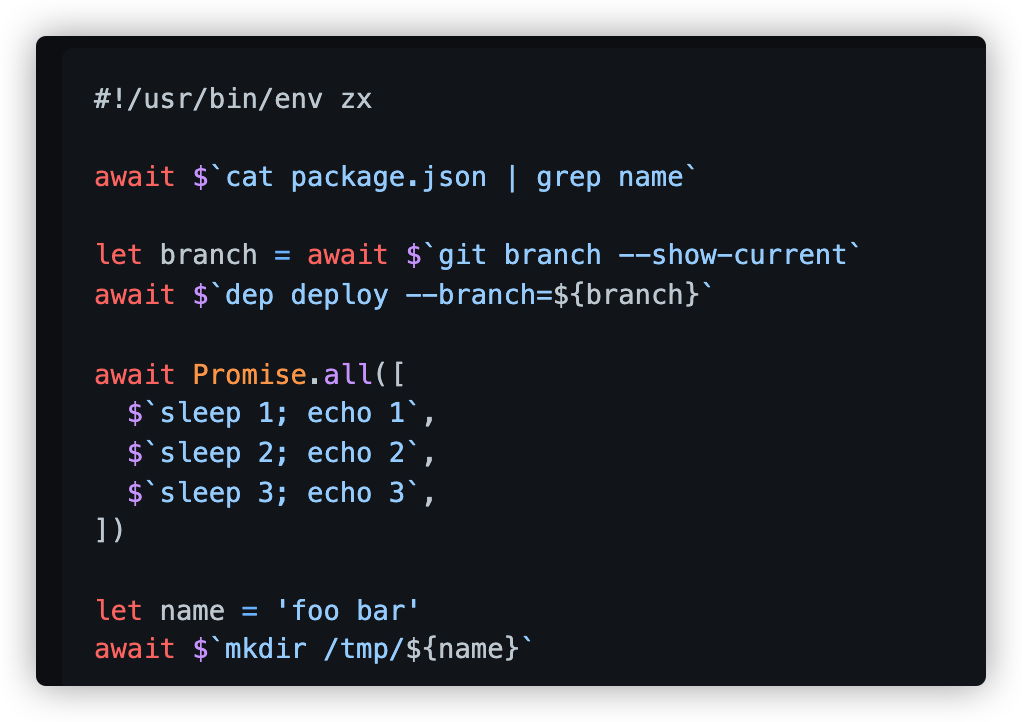 #!/usr/bin/env zx
await $`cat package.json | grep name`
let branch = await $`git branch --show-current`
await $`dep deploy --branch=${branch}`
await Promise.all([
  $`sleep 1; echo 1`,
  $`sleep 2; echo 2`,
  $`sleep 3; echo 3`,
])
let name = 'foo bar'
await $`mkdir /tmp/${name}`